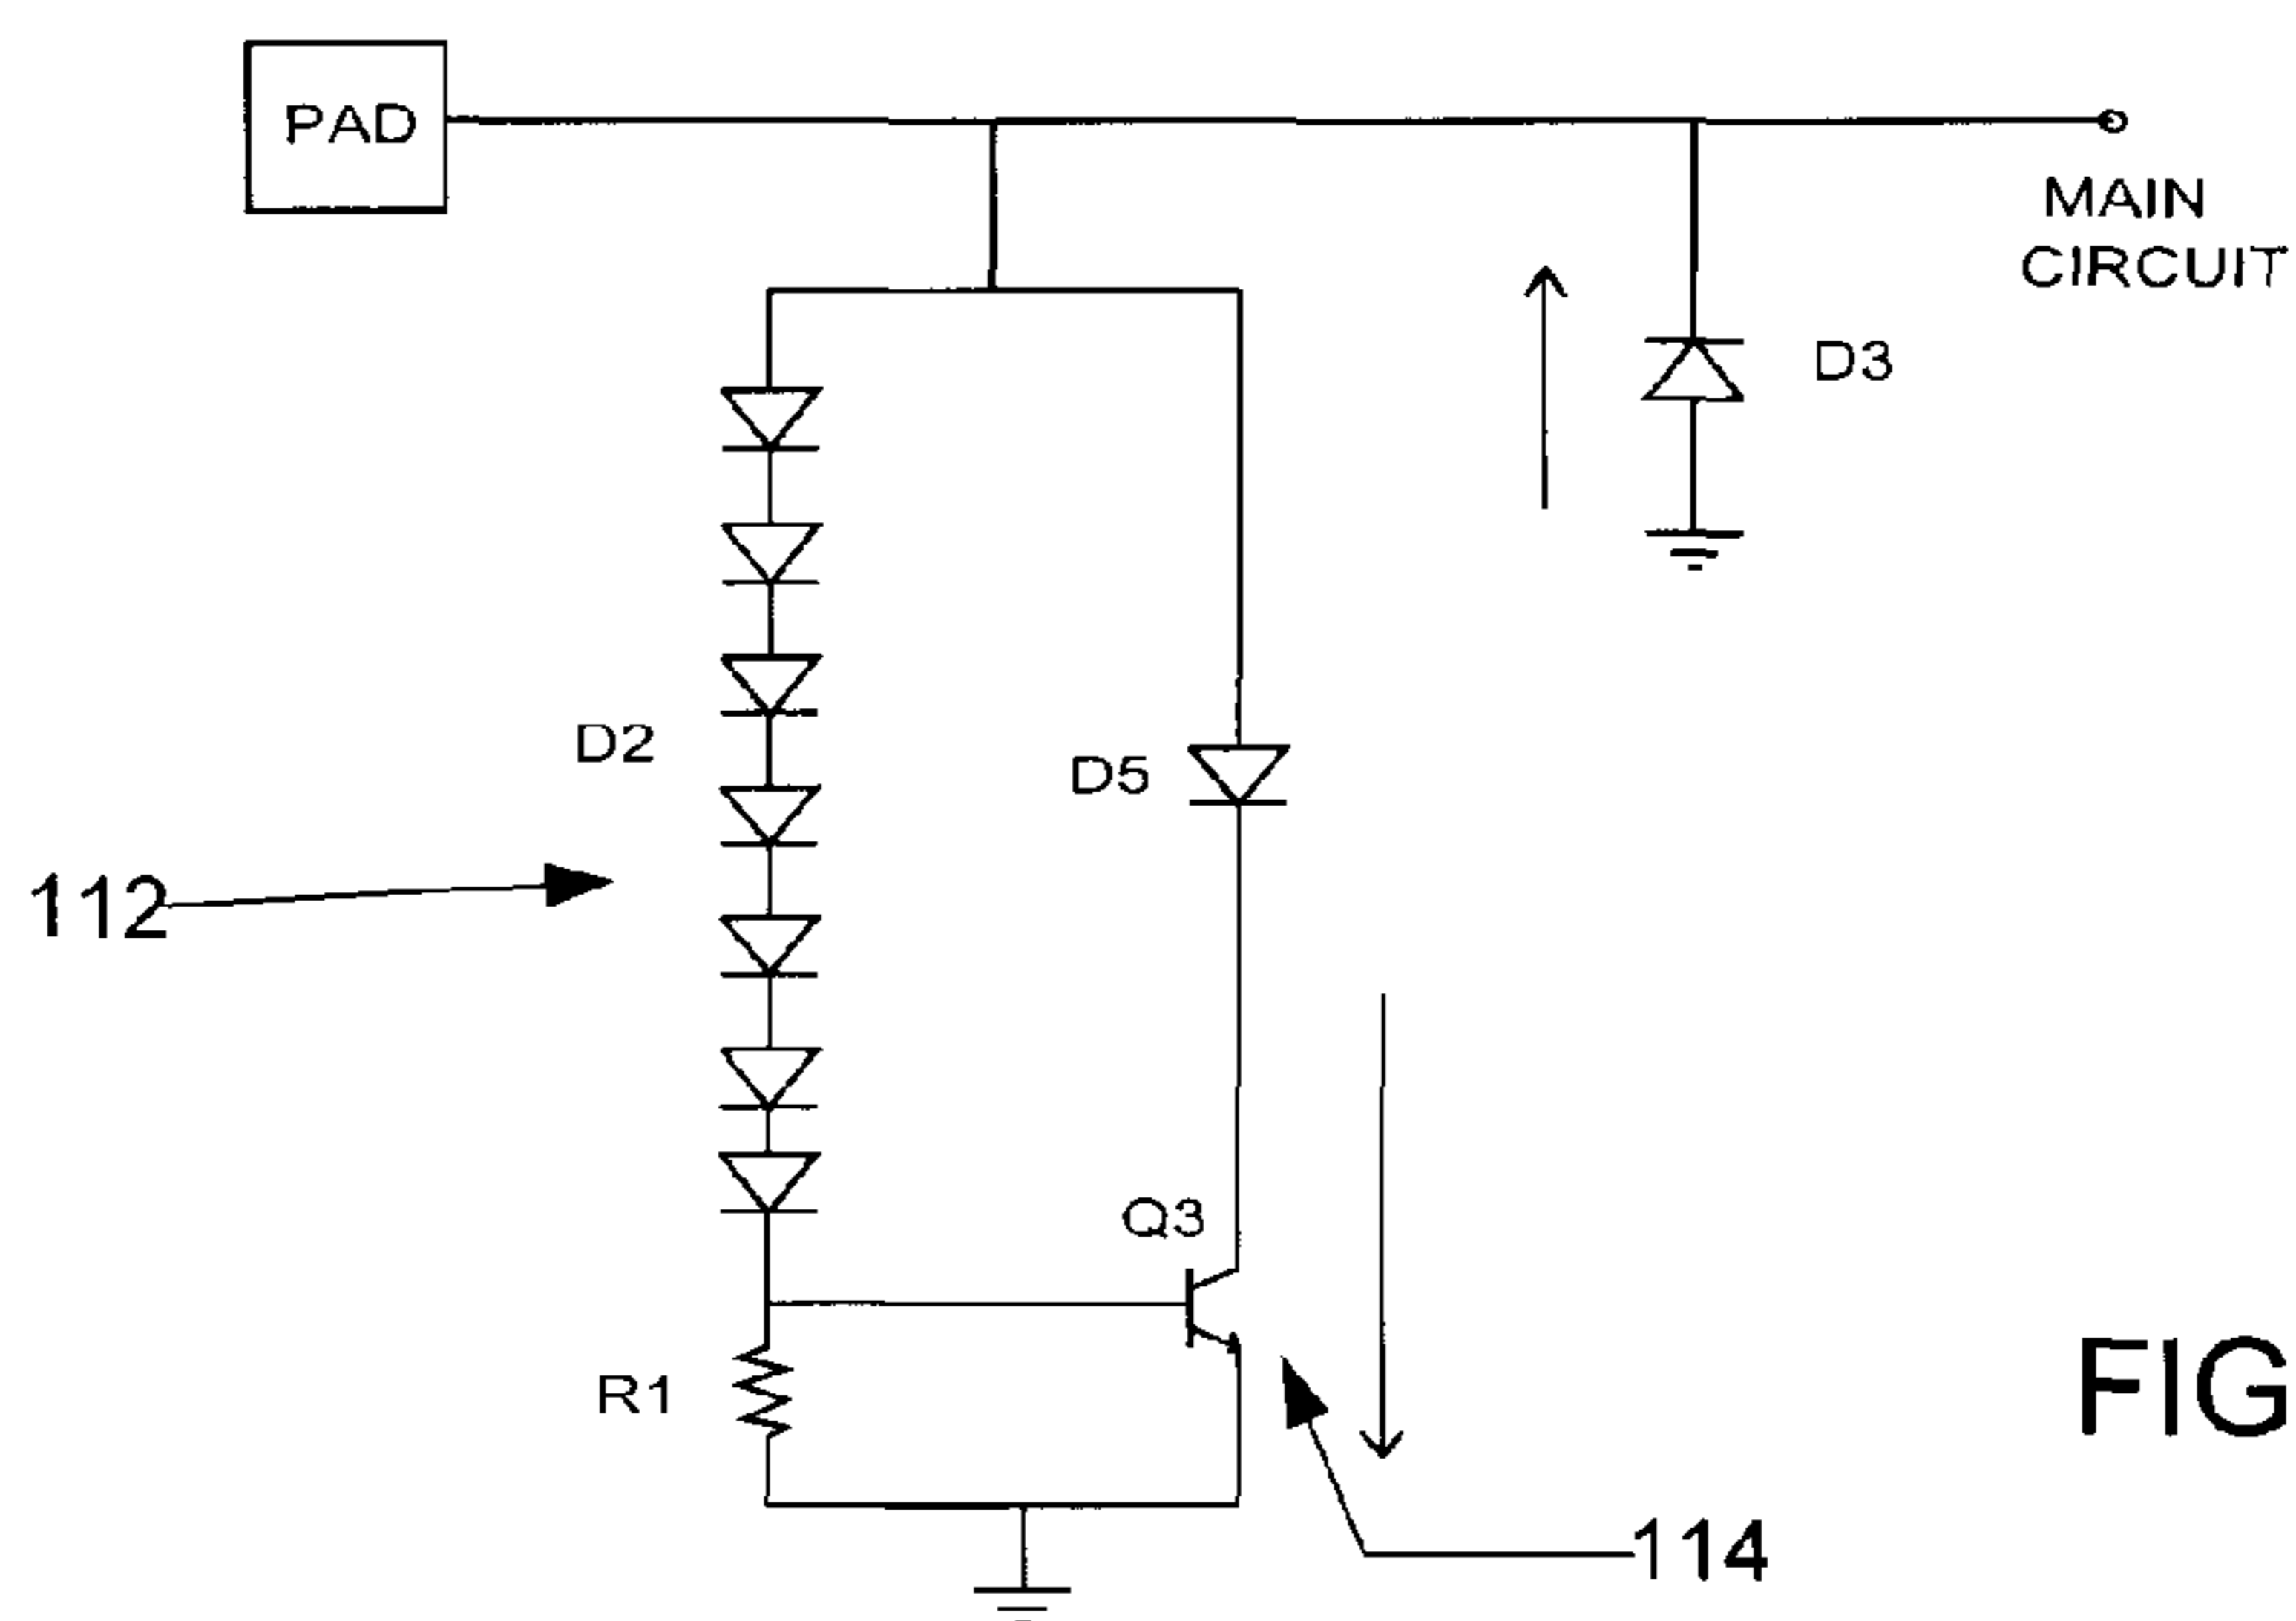 PAD
MAIN
CIRCUIT
D3
D2
D5
112
Q3
R1
FIG
114